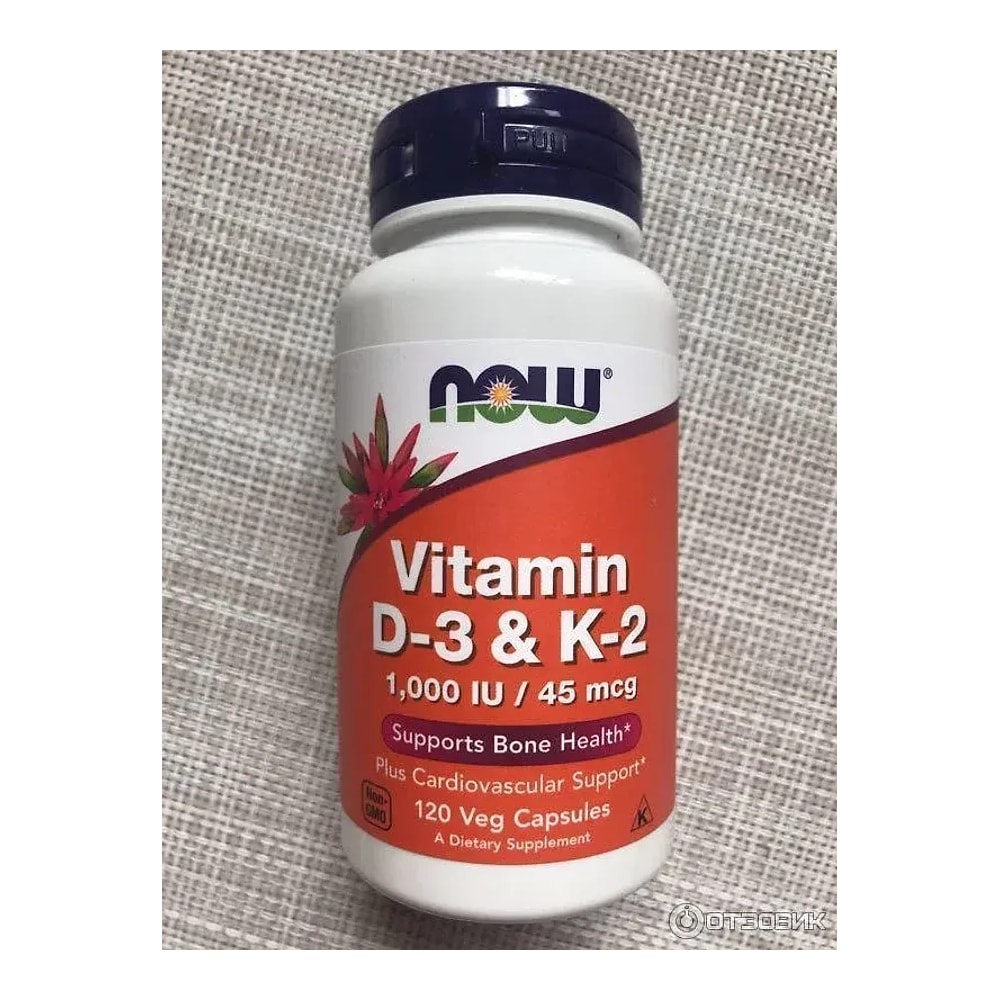 PUSH
NOW®
Vitamin
D-3 & K-2
1,000 IU / 45 mcg
Supports Bone Health*
Plus Cardiovascular Support*
Non-
GMO
120 Veg Capsules
K
A Dietary Supplement
ОТЗОВИК